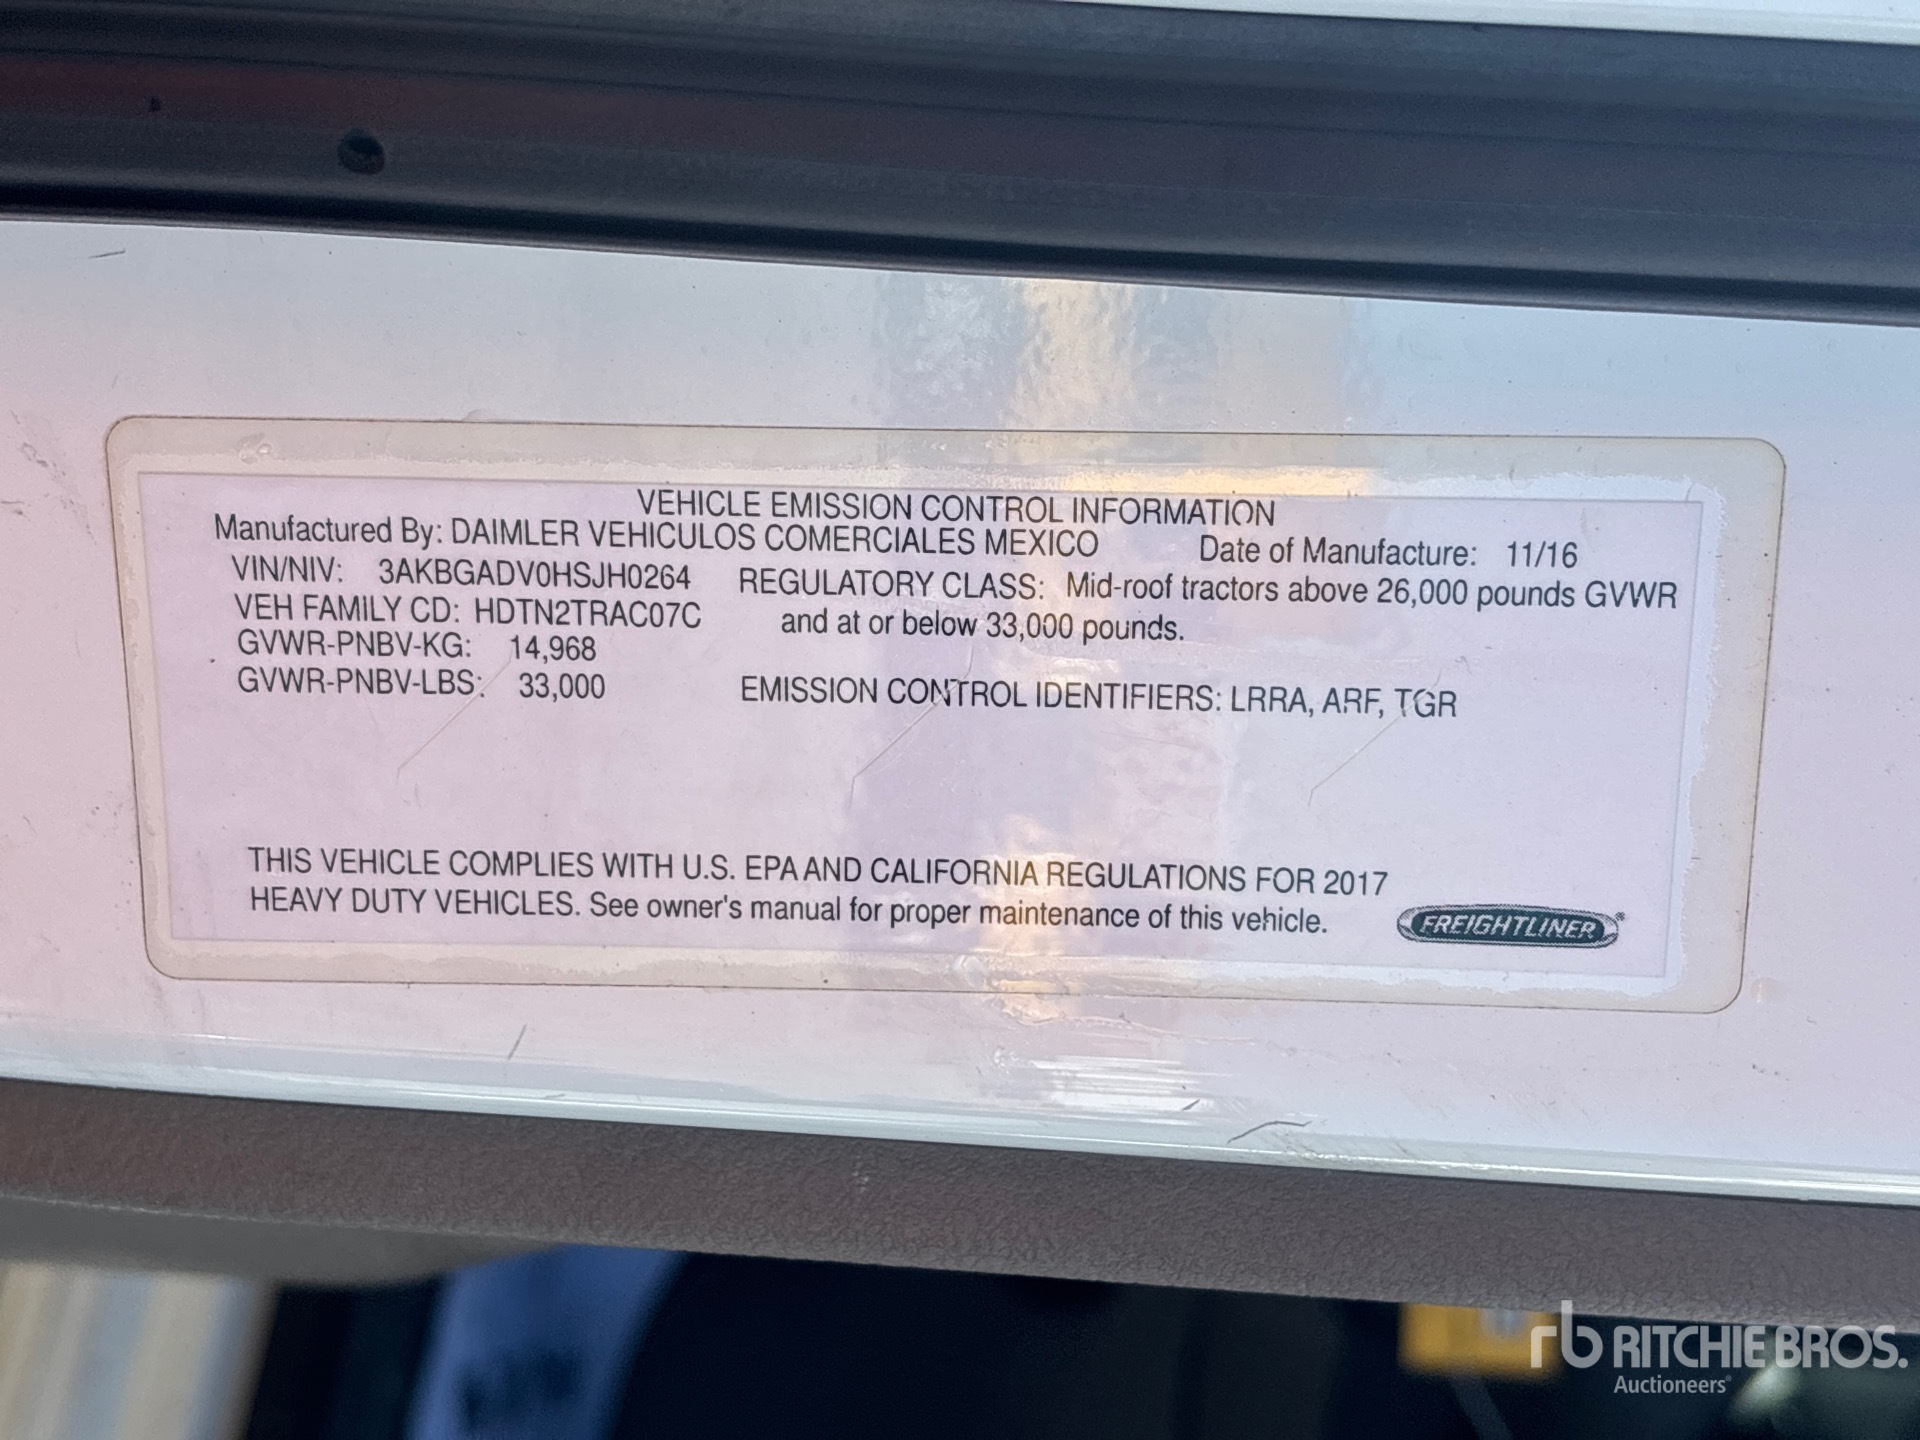 VEHICLE EMISSION CONTROL INFORMATION
Manufactured By: DAIMLER VEHICULOS COMERCIALES MEXICO Date of Manufacture: 11/16
VIN/NIV: 3AKBGADV0HSJH0264 REGULATORY CLASS: Mid-roof tractors above 26,000 pounds GVWR
VEH FAMILY CD: HDTN2TRAC07C and at or below 33,000 pounds.
GVWR-PNBV-KG: 14,968
GVWR-PNBV-LBS: 33,000 EMISSION CONTROL IDENTIFIERS: LRRA, ARF, TGR
THIS VEHICLE COMPLIES WITH U.S. EPA AND CALIFORNIA REGULATIONS FOR 2017
HEAVY DUTY VEHICLES. See owner's manual for proper maintenance of this vehicle.
FREIGHTLINER®
rb RITCHIE BROS.
Auctioneers®